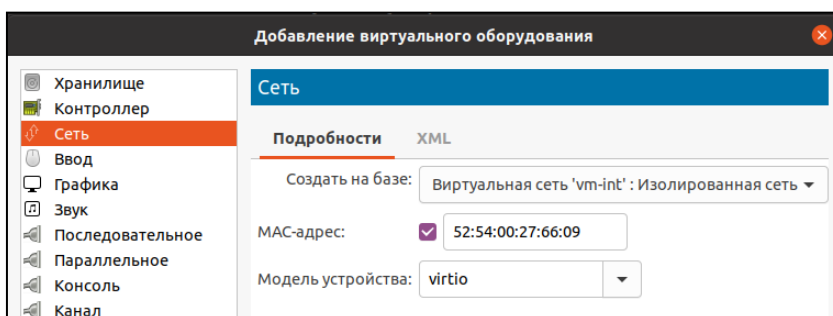 Добавление виртуального оборудования
Хранилище
Контроллер
Сеть
Ввод
Графика
Звук
Последовательное
Параллельное
Консоль
Канал
Сеть
Подробности XML
Создать на базе: Виртуальная сеть 'vm-int' : Изолированная сеть
MAC-адрес: 52:54:00:27:66:09
Модель устройства: virtio